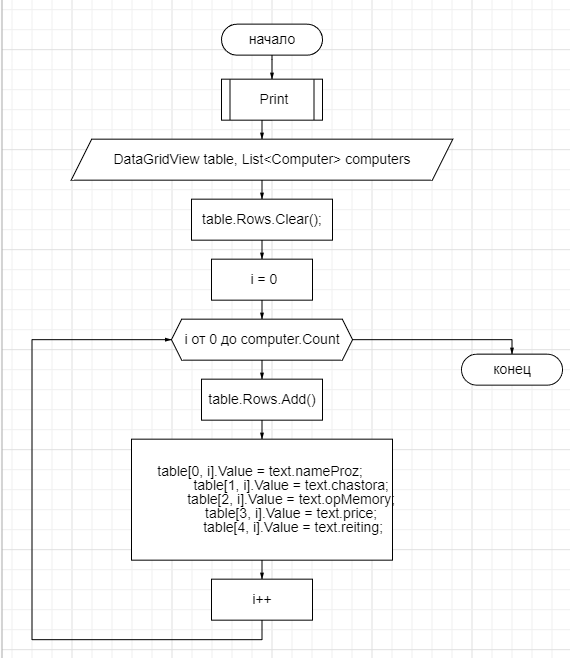 начало
Print
DataGridView table, List<Computer> computers
table.Rows.Clear();
i = 0
i от 0 до computer.Count
конец
table.Rows.Add()
table[0, i].Value = text.nameProz;
table[1, i].Value = text.chastora;
table[2, i].Value = text.opMemory;
table[3, i].Value = text.price;
table[4, i].Value = text.reiting;
i++